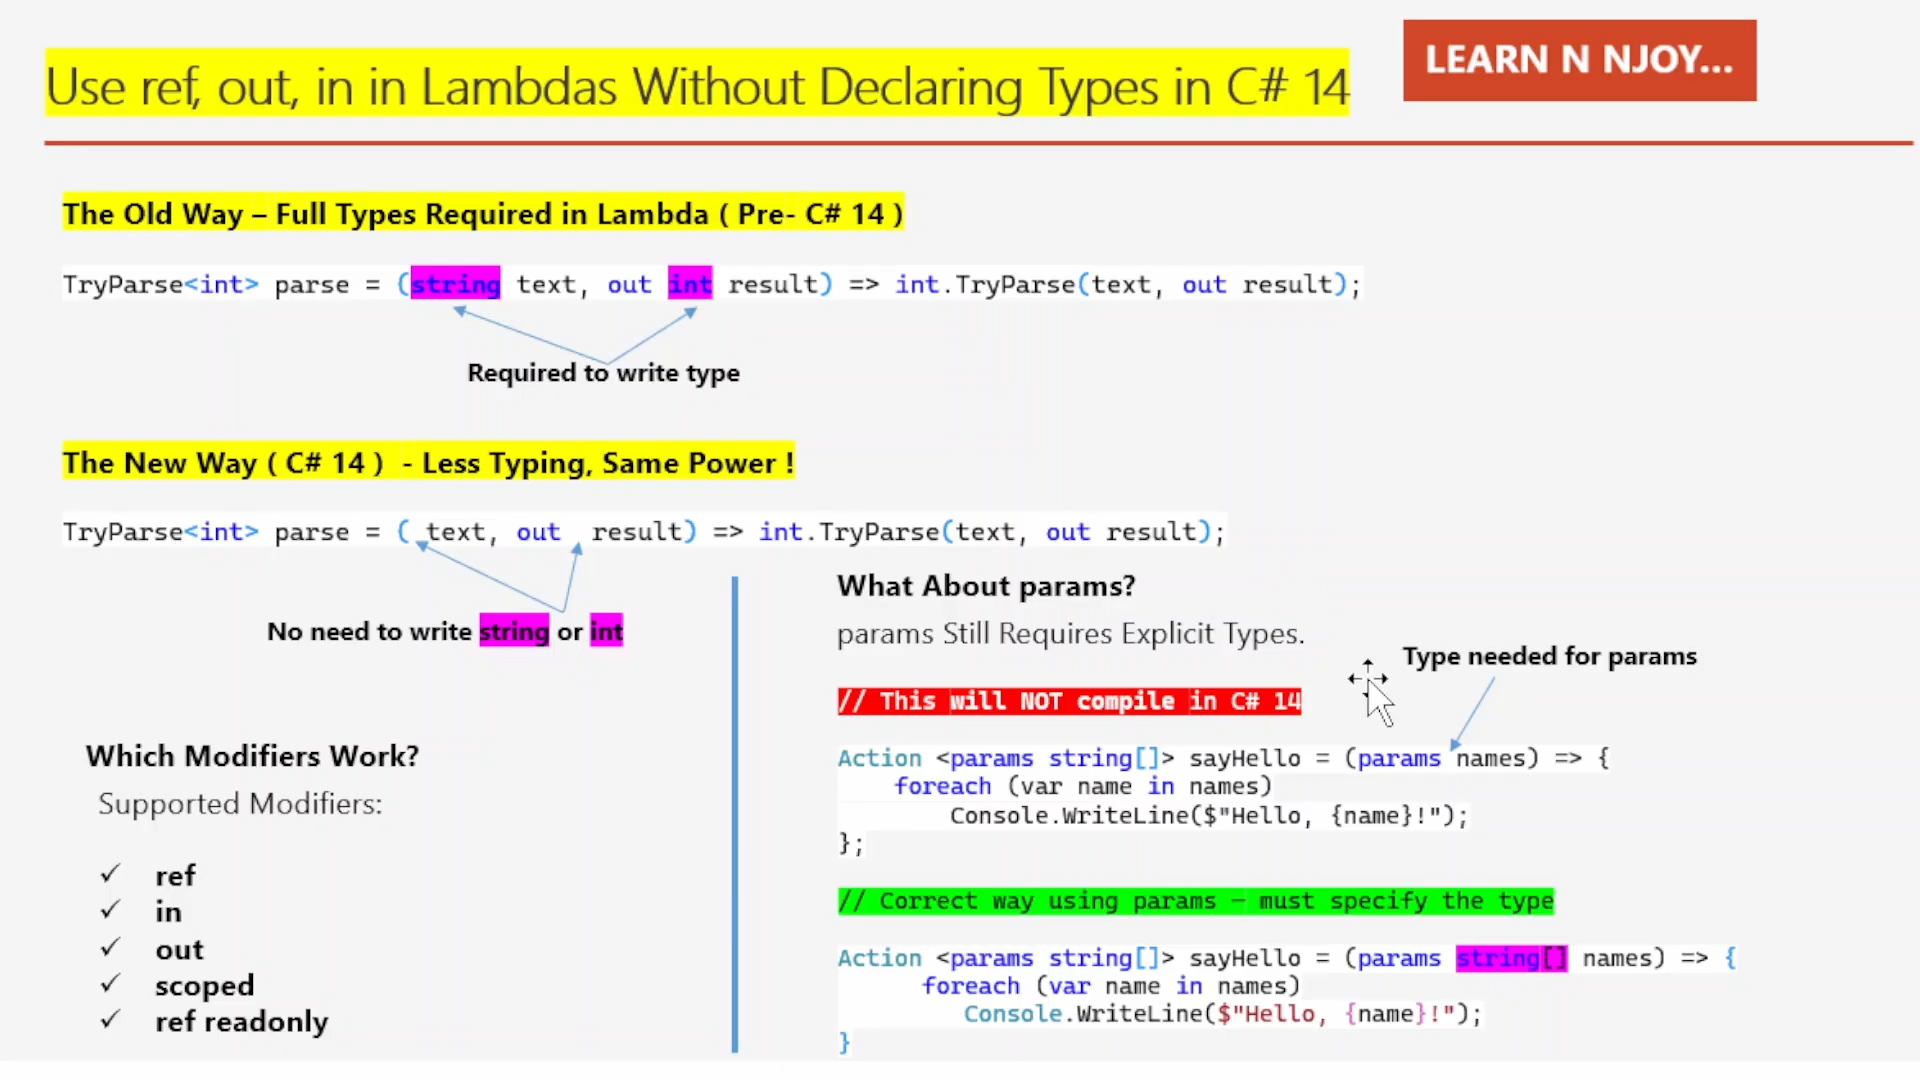 Use ref, out, in in Lambdas Without Declaring Types in C# 14
LEARN N NJOY...
The Old Way – Full Types Required in Lambda ( Pre- C# 14 )
TryParse<int> parse = (string text, out int result) => int.TryParse(text, out result);
Required to write type
The New Way ( C# 14 )  - Less Typing, Same Power !
TryParse<int> parse = ( text, out  result) => int.TryParse(text, out result);
No need to write string or int
Which Modifiers Work?
Supported Modifiers:
✓ ref
✓ in
✓ out
✓ scoped
✓ ref readonly
What About params?
params Still Requires Explicit Types.
Type needed for params
// This will NOT compile in C# 14
Action <params string[]> sayHello = (params names) => {
foreach (var name in names)
Console.WriteLine($"Hello, {name}!");
};
// Correct way using params – must specify the type
Action <params string[]> sayHello = (params string[] names) => {
foreach (var name in names)
Console.WriteLine($"Hello, {name}!");
}